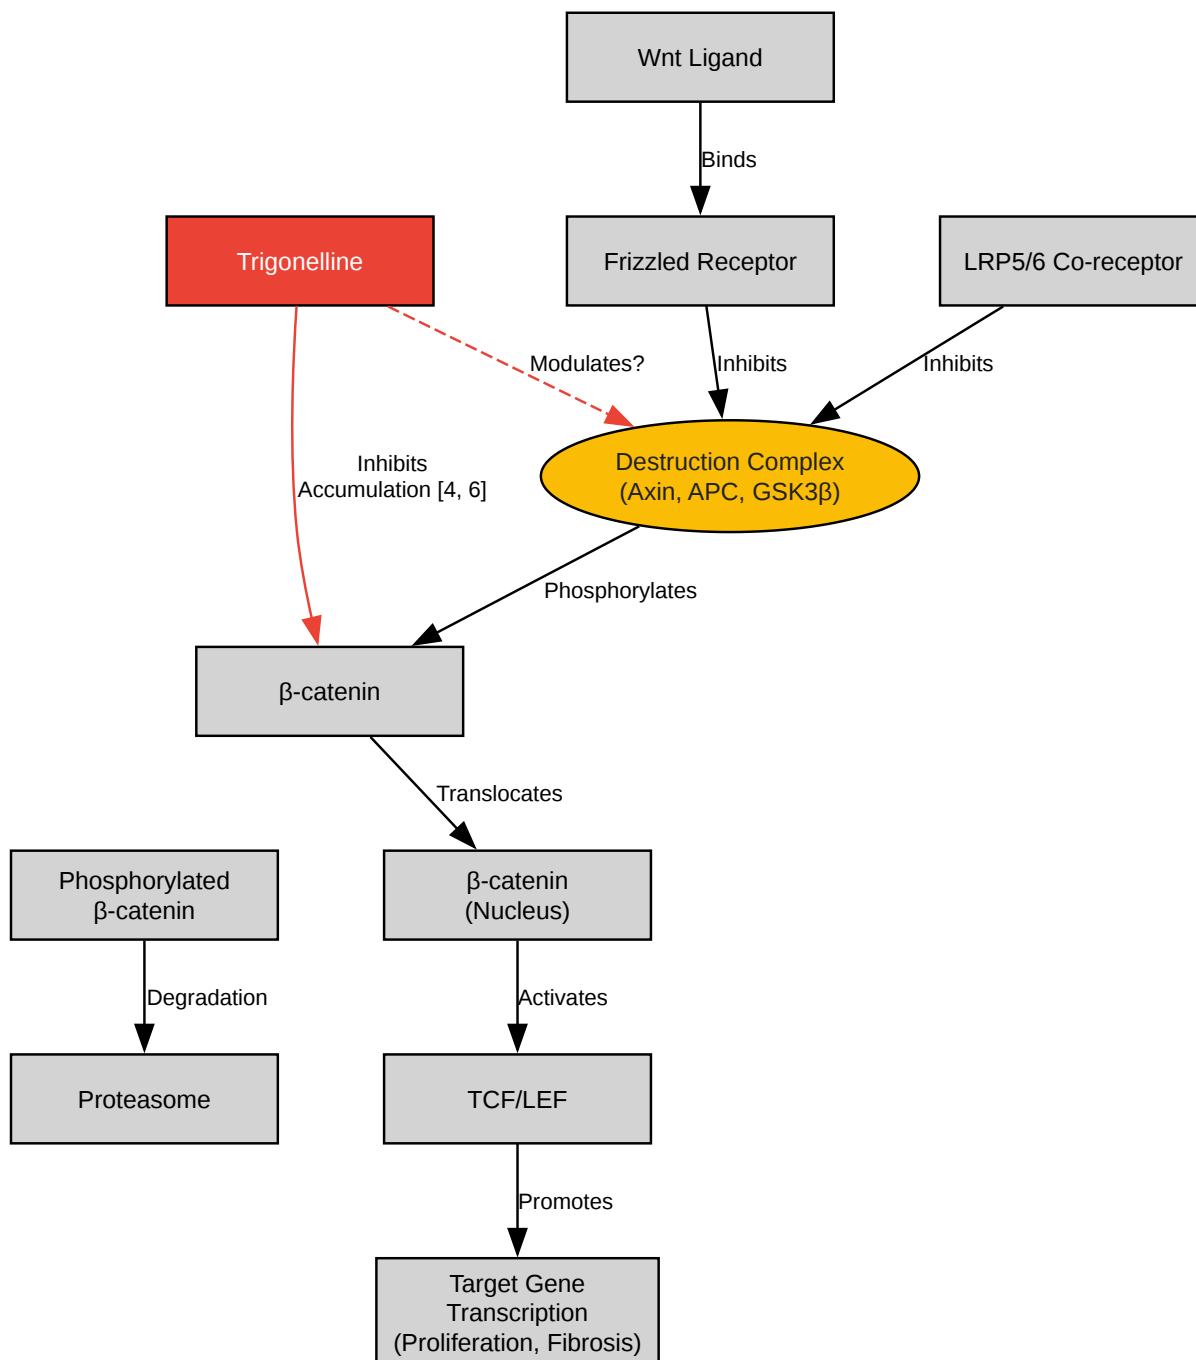 Wnt Ligand
Binds
Trigonelline
Frizzled Receptor
LRP5/6 Co-receptor
Modulates?
Inhibits
Inhibits
Inhibits
Accumulation [4, 6]
Destruction Complex
(Axin, APC, GSK3β)
Phosphorylates
β-catenin
Translocates
Phosphorylated
β-catenin
β-catenin
(Nucleus)
Degradation
Activates
Proteasome
TCF/LEF
Promotes
Target Gene
Transcription
(Proliferation, Fibrosis)